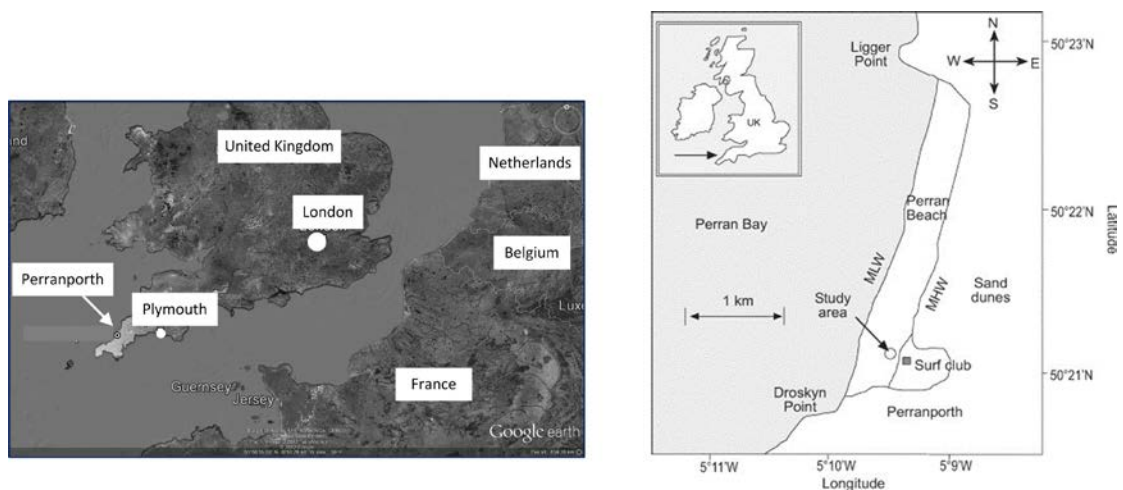 and
United Kingdom
Netherlands
London
Belgium
Perranporth
Plymouth
Luxe
Guernsey
Jersey
France
Google earth
N
Ligger
Point
W
E
S
50°23'N
UK
Perran
Beach
50°22'
Latitude
Perran Bay
MLW
MHW
Sand
dunes
1 km
Study
area
Surf club
50°21'N
Droskyn
Point
Perranporth
5°11'W
5°10'W
5°9'W
Longitude